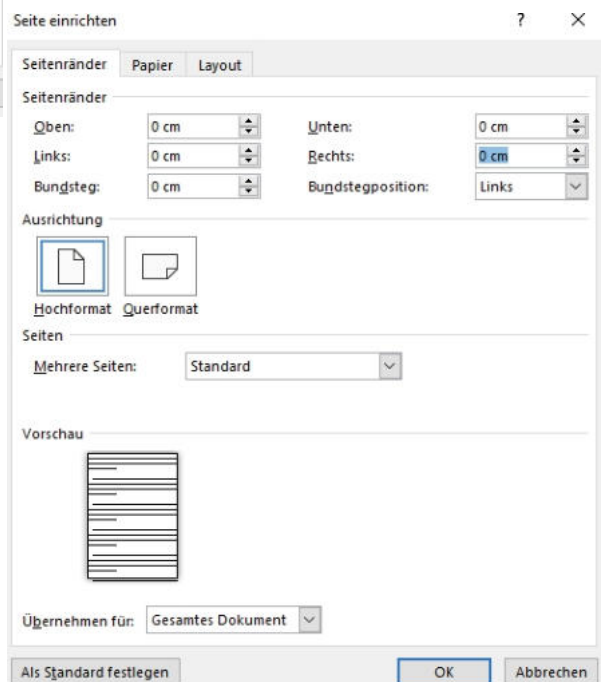 Seite einrichten ? ×
Seitenränder Papier Layout
Seitenränder
Oben: 0 cm Unten: 0 cm
Links: 0 cm Rechts: 0 cm
Bundsteg: 0 cm Bundstegposition: Links
Ausrichtung
Hochformat Querformat
Seiten
Mehrere Seiten: Standard
Vorschau
Übernehmen für: Gesamtes Dokument
Als Standard festlegen OK Abbrechen